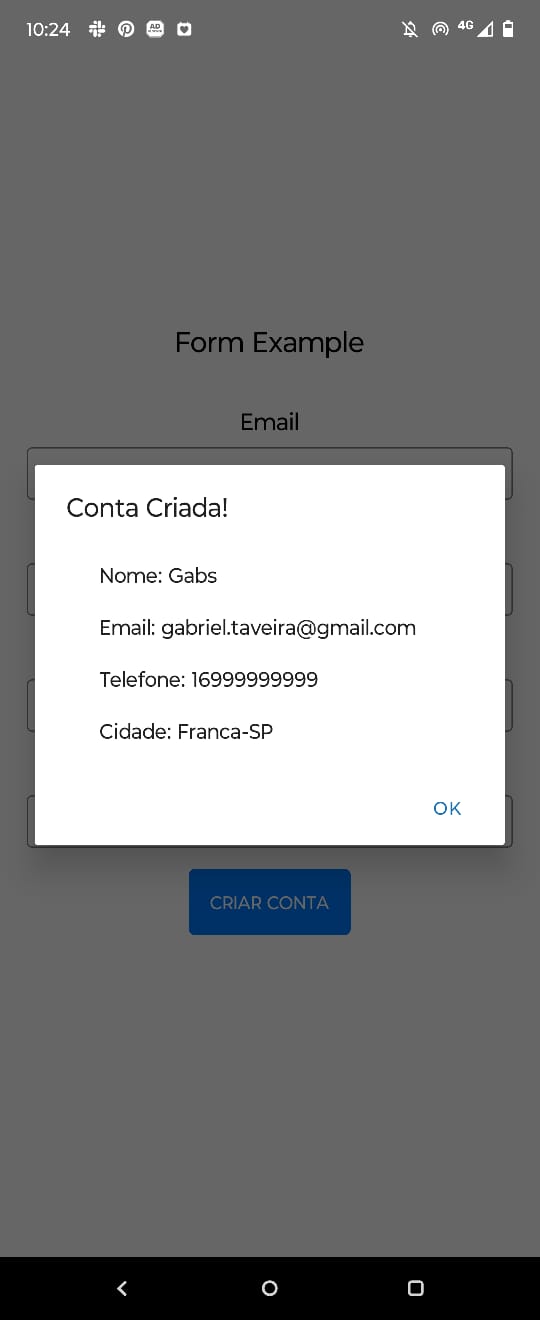 10:24
4G
Form Example
Email
Conta Criada!
Nome: Gabs
Email: gabriel.taveira@gmail.com
Telefone: 16999999999
Cidade: Franca-SP
OK
CRIAR CONTA